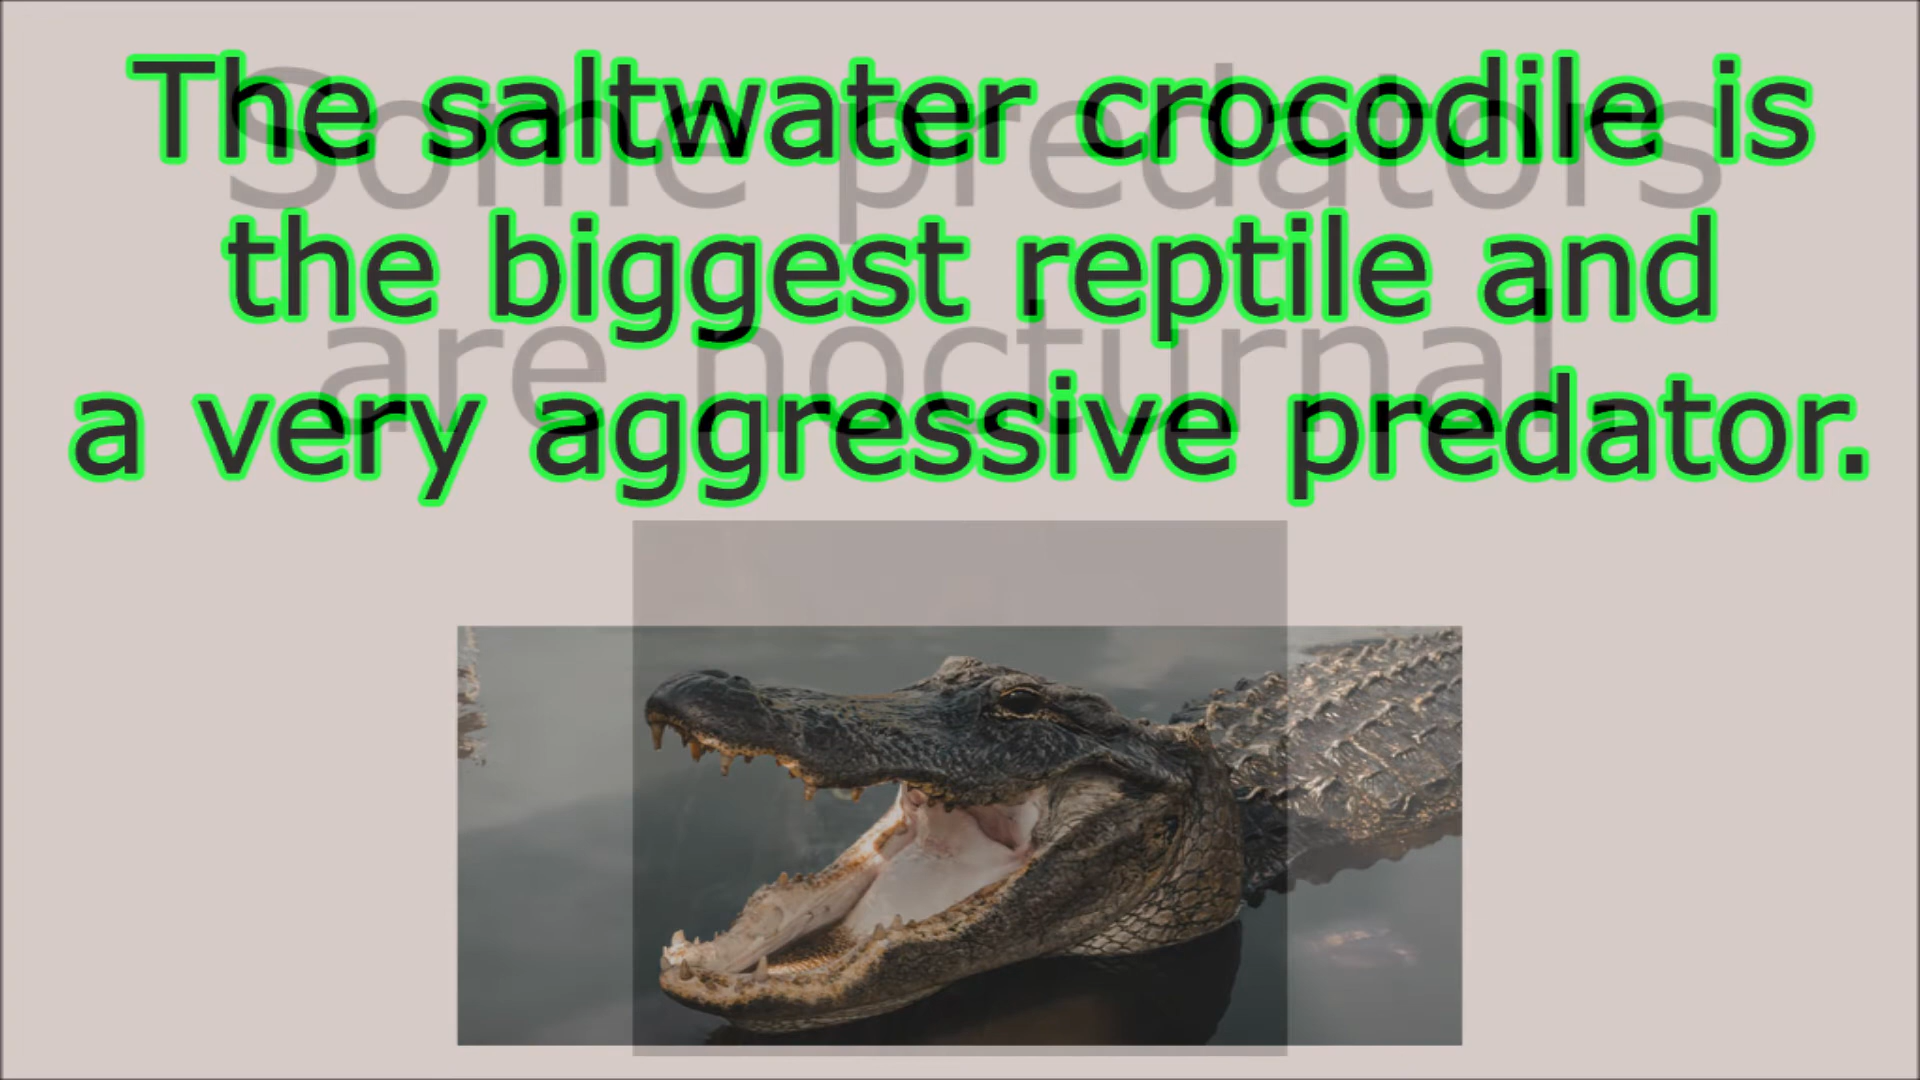 The saltwater crocodile is
the biggest reptile and
a very aggressive predator.
Some predators
are nocturnal